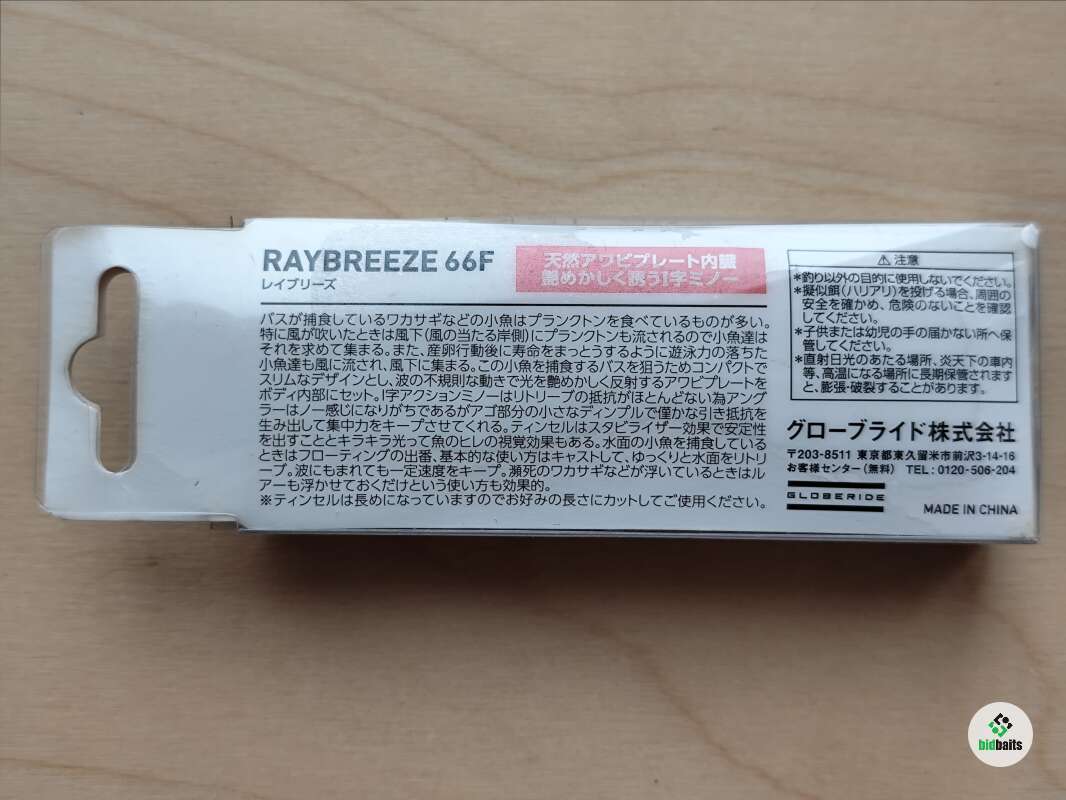 RAYBREEZE 66F
レイブリーズ
天然アワビプレート内臓
艶めかしく誘うI字ミノー
バスが捕食しているワカサギなどの小魚はプランクトンを食べているものが多い。
特に風が吹いたときは風下(風の当たる岸側)にプランクトンも流されるので小魚達は
それを求めて集まる。また、産卵行動後に寿命をまっとうするように遊泳力の落ちた
小魚達も風に流され、風下に集まる。この小魚を捕食するバスを狙うためコンパクトで
スリムなデザインとし、波の不規則な動きで光を艶めかしく反射するアワビプレートを
ボディ内部にセット。I字アクションミノーはリトリーブの抵抗がほとんどない為アング
ラーはノー感じになりがちであるがアゴ部分の小さなディンプルで僅かな引き抵抗を
生み出して集中力をキープさせてくれる。ティンセルはスタビライザー効果で安定性
を出すこととキラキラ光って魚のヒレの視覚効果もある。水面の小魚を捕食している
ときはフローティングの出番、基本的な使い方はキャストして、ゆっくりと水面をリトリ
ーブ。波にもまれても一定速度をキープ。瀕死のワカサギなどが浮いているときはル
アーも浮かせておくだけという使い方も効果的。
※ティンセルは長めになっていますのでお好みの長さにカットしてご使用ください。
⚠注意
*釣り以外の目的に使用しないでください。
*擬似餌(ハリアリ)を投げる場合、周囲の
安全を確かめ、危険のないことを確認
してください。
*子供または幼児の手の届かない所へ保
管してください。
*直射日光のあたる場所、炎天下の車内
等、高温になる場所に長期保管されます
と、膨張・破裂することがあります。
グローブライド株式会社
〒203-8511 東京都東久留米市前沢3-14-16
お客様センター(無料) TEL:0120-506-204
GLOBERIDE
MADE IN CHINA
bidbaits